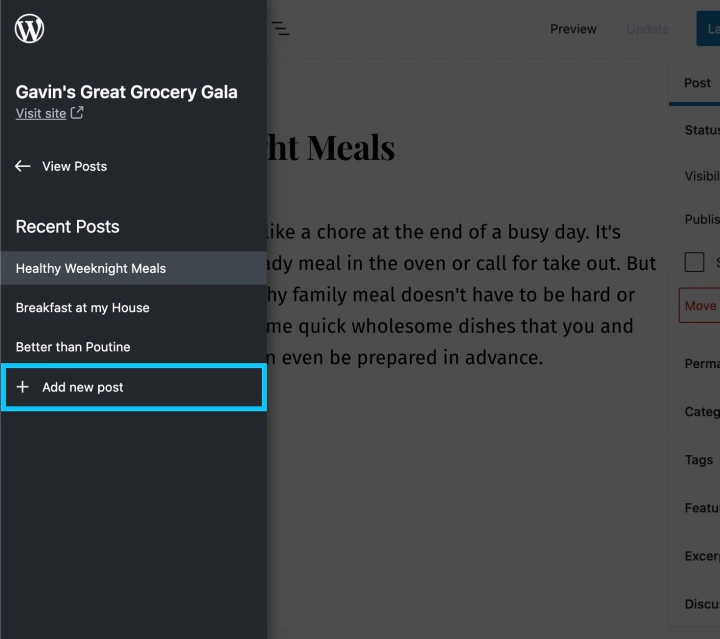 Preview
Update
Gavin's Great Grocery Gala
Visit site
View Posts
Recent Posts
Healthy Weeknight Meals
Breakfast at my House
Better than Poutine
Add new post
ht Meals
like a chore at the end of a busy day. It's
dy meal in the oven or call for take out. But
hy family meal doesn't have to be hard or
me quick wholesome dishes that you and
n even be prepared in advance.
Post
Status
Visibil
Publis
Move
Perma
Categ
Tags
Featu
Excer
Discu